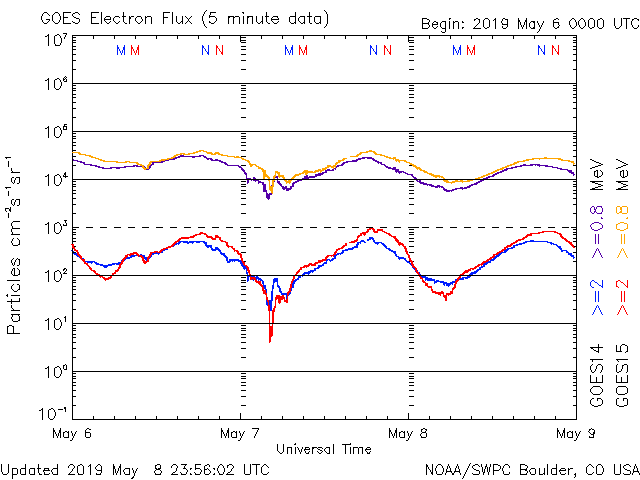 GOES Electron Flux (5 minute data)
Begin: 2019 May 6 0000 UTC
M M N N M M N N M M N N
10⁷
10⁶
10⁵
10⁴
10³
10²
10¹
10⁰
10⁻¹
Particles cm⁻²s⁻¹sr⁻¹
GOES14 >=2 >=0.8 MeV
GOES15 >=2 >=0.8 MeV
May 6 May 7 May 8 May 9
Universal Time
Updated 2019 May 8 23:56:02 UTC
NOAA/SWPC Boulder, CO USA